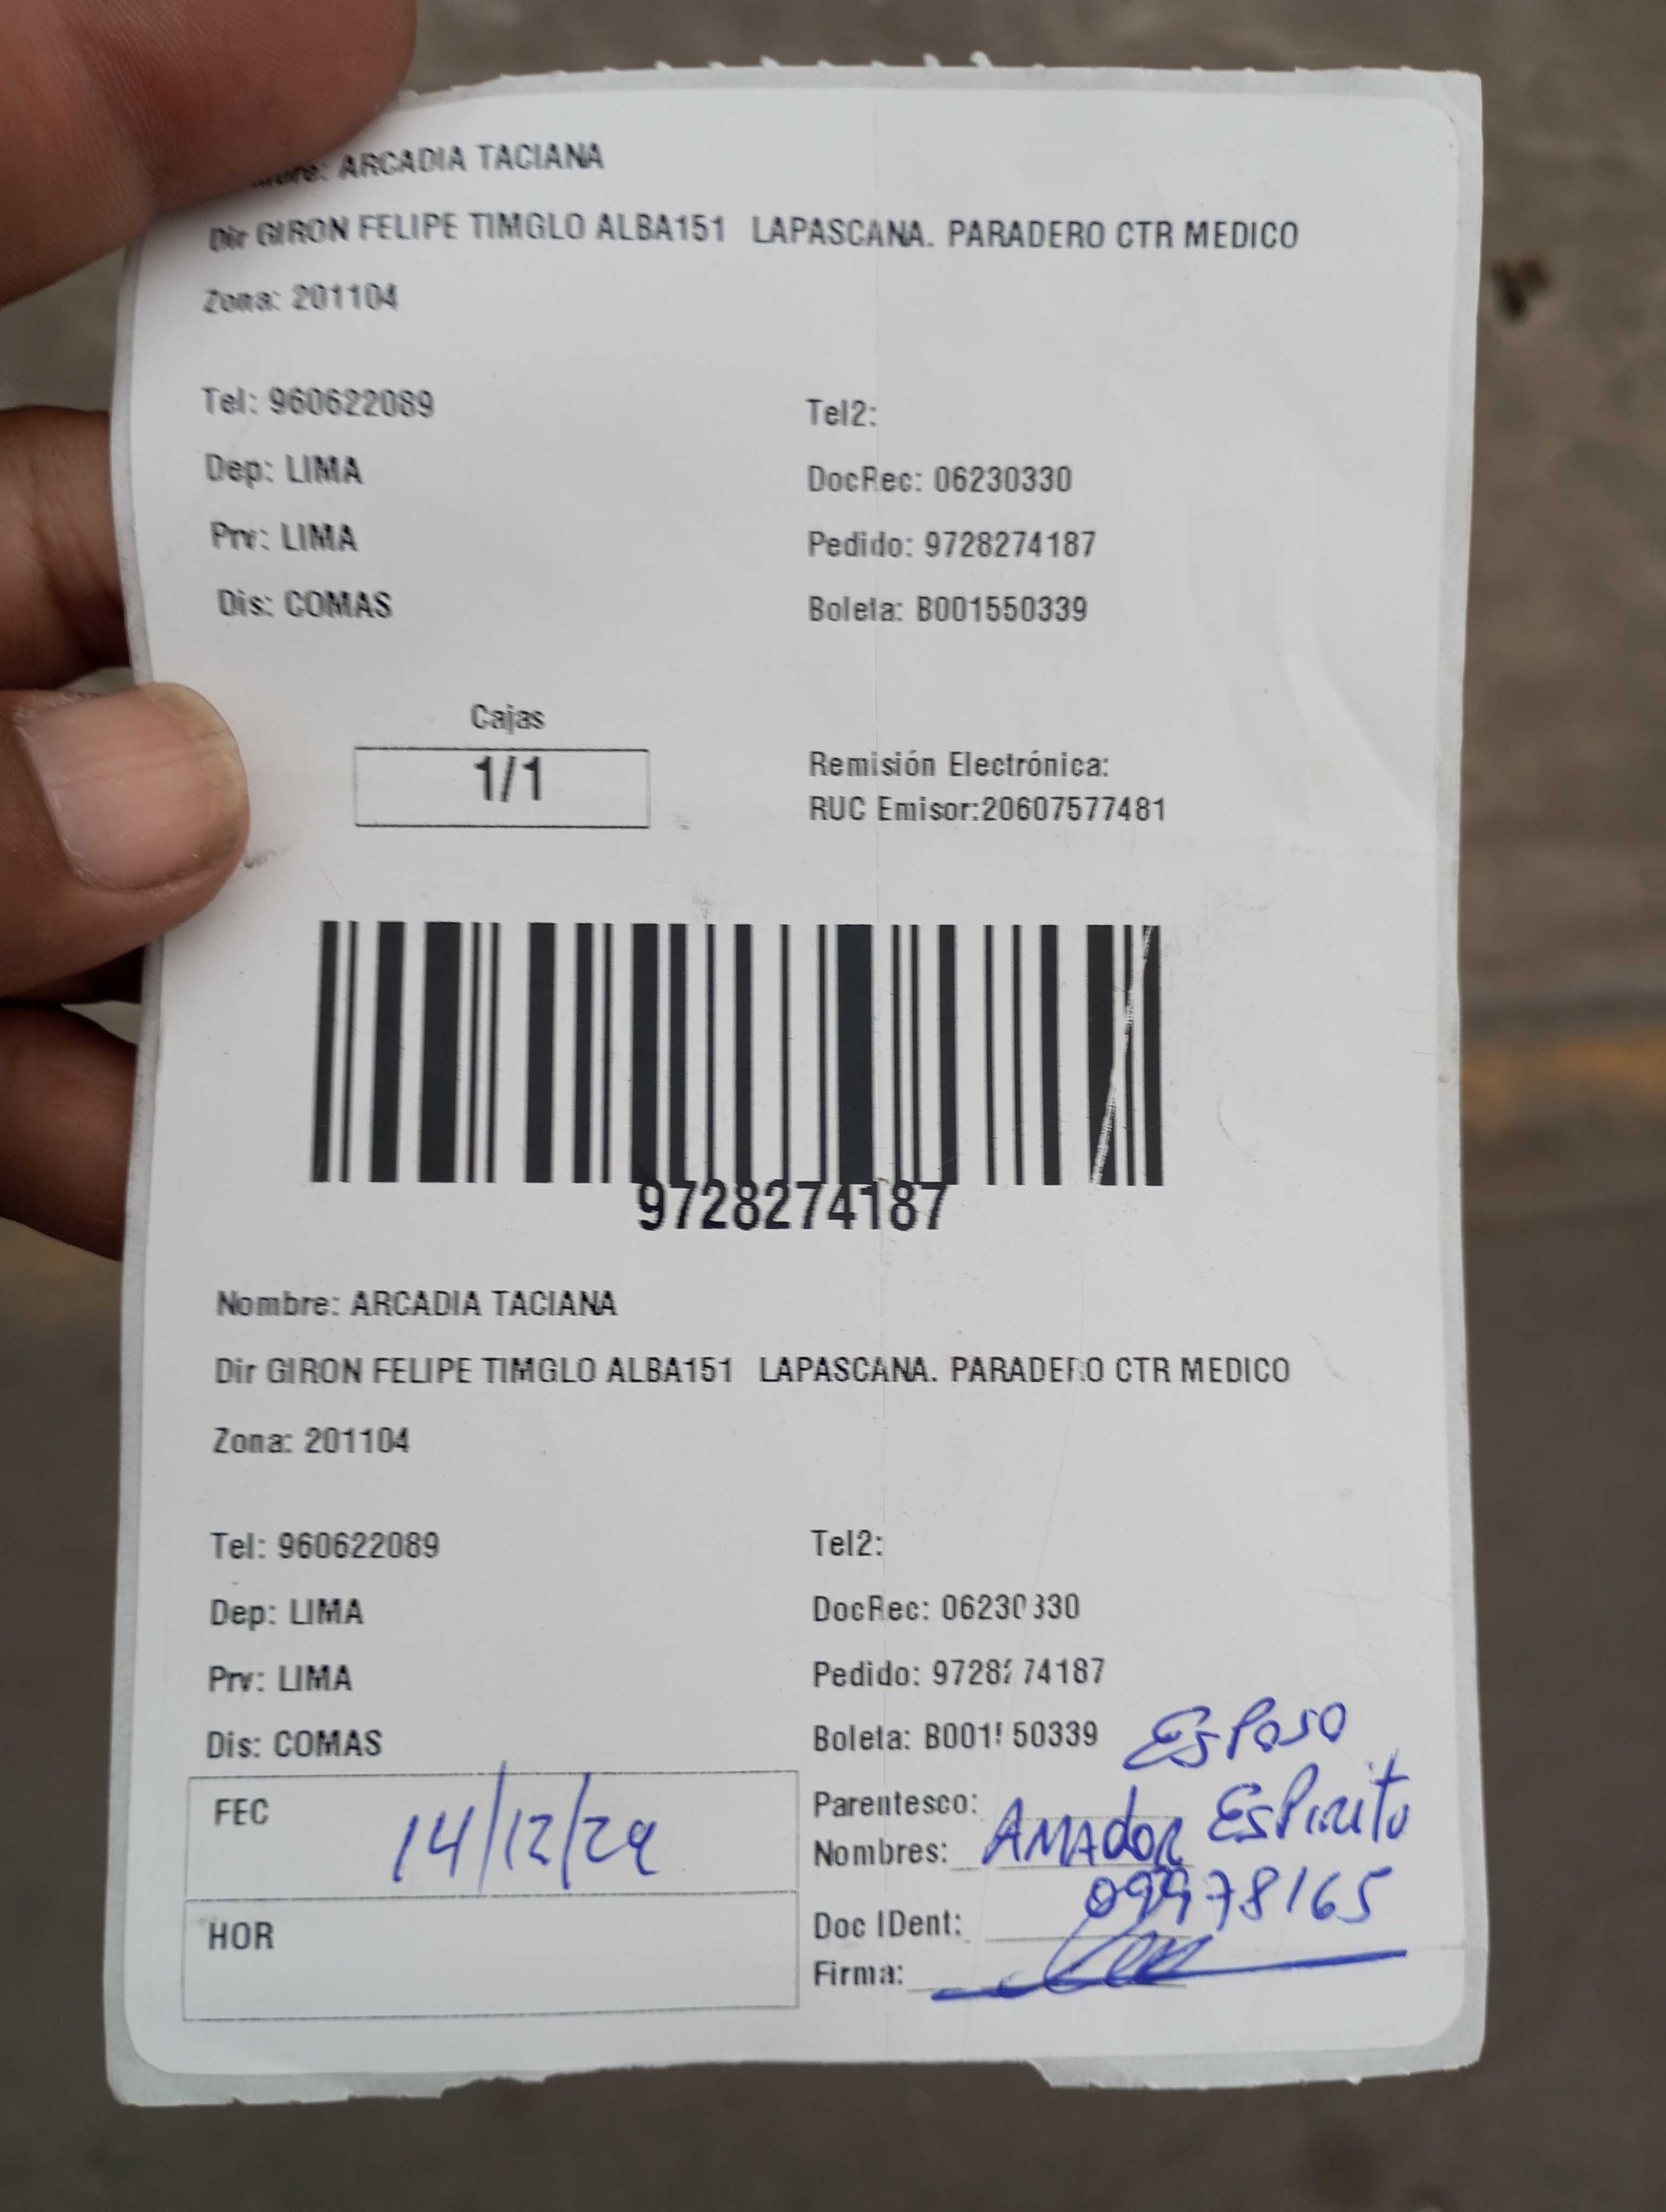 ARCADIA TACIANA
Dir GIRON FELIPE TIMGLO ALBA151 LAPASCANA. PARADERO CTR MEDICO
Zona: 201104
Tel: 960622089 Tel2:
Dep: LIMA DocRec: 06230330
Prv: LIMA Pedido: 9728274187
Dis: COMAS Boleta: B001550339
Cajas
1/1
Remisión Electrónica:
RUC Emisor:20607577481
9728274187
Nombre: ARCADIA TACIANA
Dir GIRON FELIPE TIMGLO ALBA151 LAPASCANA. PARADERO CTR MEDICO
Zona: 201104
Tel: 960622089 Tel2:
Dep: LIMA DocRec: 06230330
Prv: LIMA Pedido: 9728274187
Dis: COMAS Boleta: B001550339
FEC 14/12/24
HOR
Parentesco: Esposo
Nombres: AMAdOR EsPIRITu
Doc IDent: 09978165
Firma: